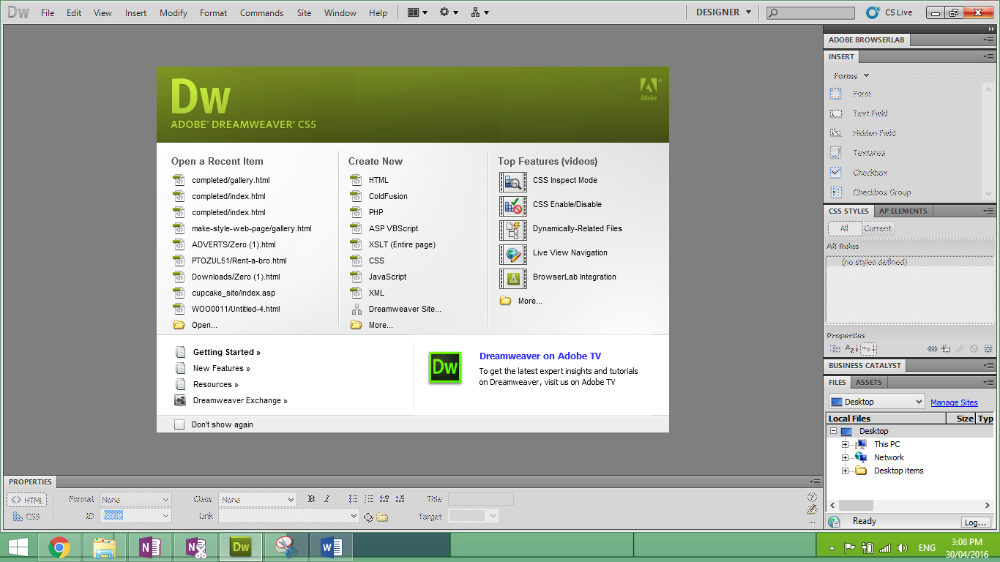 Dw File Edit View Insert Modify Format Commands Site Window Help DESIGNER CS Live
ADOBE BROWSERLAB
INSERT
Forms
Form
Text Field
Hidden Field
Textarea
Checkbox
Checkbox Group
CSS STYLES AP ELEMENTS
All Current
All Rules
(no styles defined)
Properties
BUSINESS CATALYST
FILES ASSETS
Desktop Manage Sites
Local Files Size Typ
Desktop
This PC
Network
Desktop items
Ready Log...
Dw
Adobe
ADOBE® DREAMWEAVER® CS5
Open a Recent Item
completed/gallery.html
completed/index.html
completed/index.html
make-style-web-page/gallery.html
ADVERTS/Zero (1).html
PTOZUL51/Rent-a-bro.html
Downloads/Zero (1).html
cupcake_site/index.asp
WOO0011/Untitled-4.html
Open...
Create New
HTML
ColdFusion
PHP
ASP VBScript
XSLT (Entire page)
CSS
JavaScript
XML
Dreamweaver Site...
More...
Top Features (videos)
CSS Inspect Mode
CSS Enable/Disable
Dynamically-Related Files
Live View Navigation
BrowserLab Integration
More...
Getting Started »
New Features »
Resources »
Dreamweaver Exchange »
Dw
Dreamweaver on Adobe TV
To get the latest expert insights and tutorials
on Dreamweaver, visit us on Adobe TV
Don't show again
PROPERTIES
<> HTML Format None Class None B I Title
CSS ID None Link Target
N N Dw W ENG 3:08 PM
30/04/2016